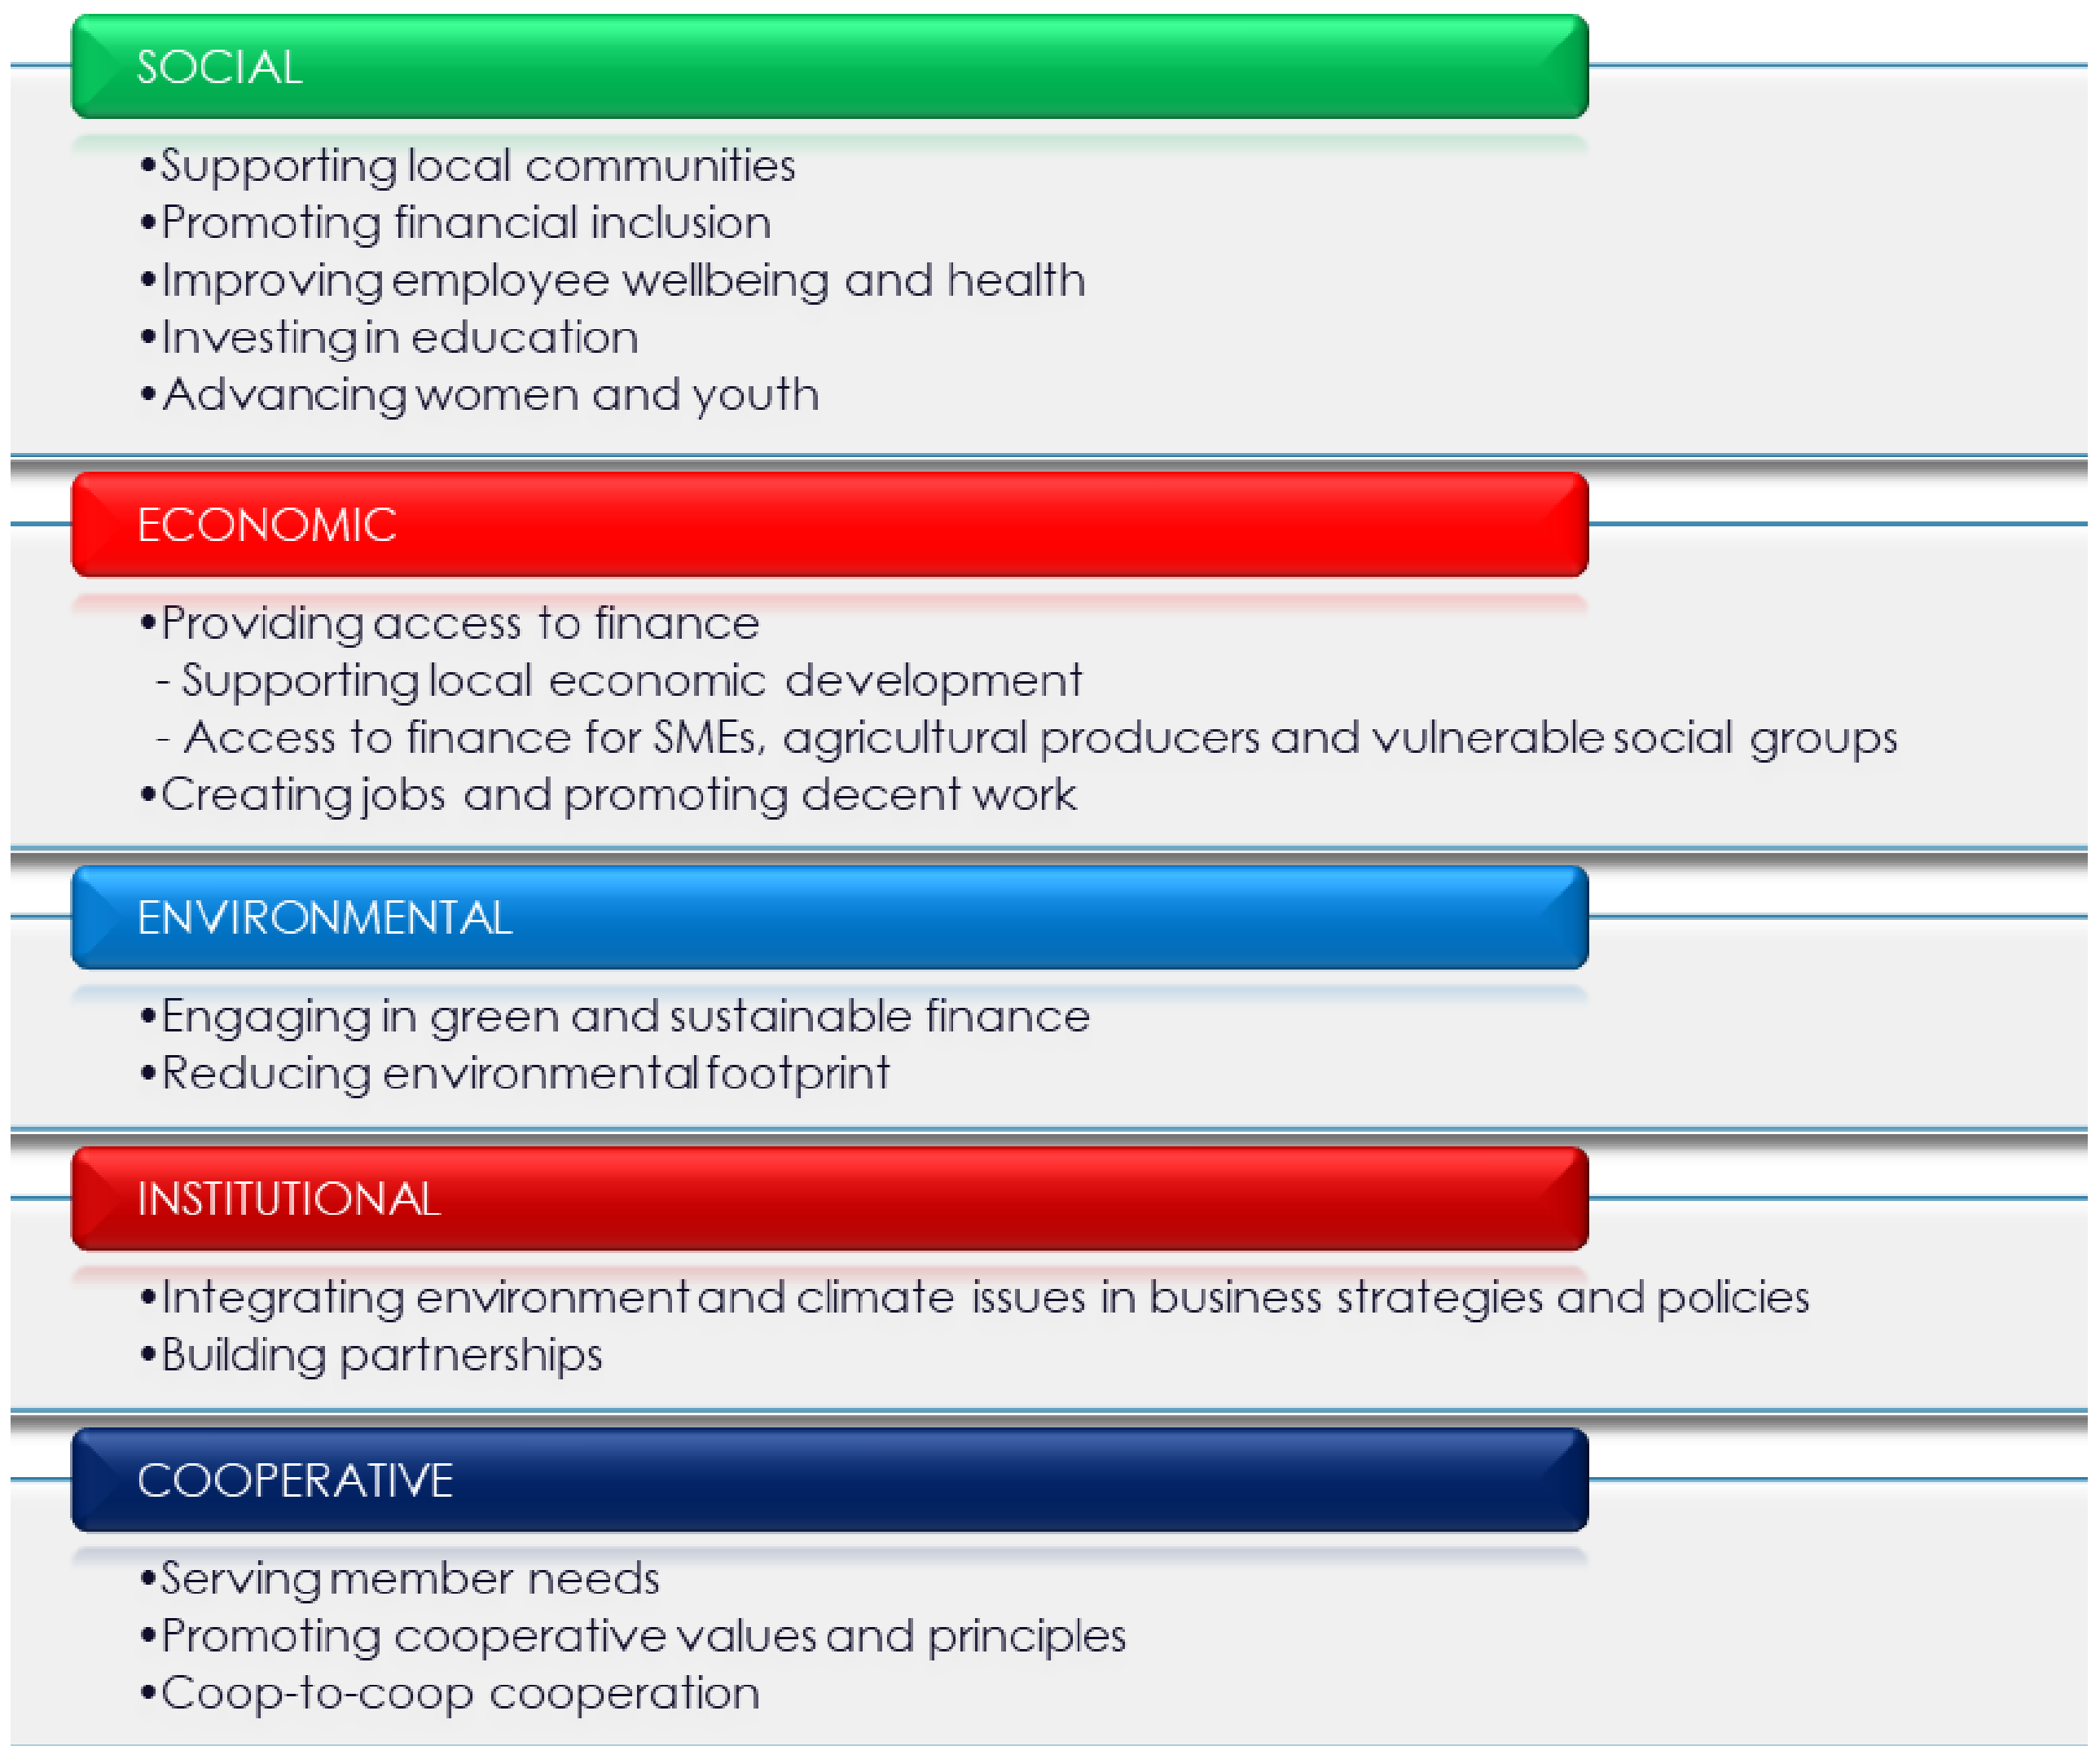 SOCIAL
•Supporting local communities
•Promoting financial inclusion
•Improving employee wellbeing and health
•Investing in education
•Advancing women and youth
ECONOMIC
•Providing access to finance
- Supporting local economic development
- Access to finance for SMEs, agricultural producers and vulnerable social groups
•Creating jobs and promoting decent work
ENVIRONMENTAL
•Engaging in green and sustainable finance
•Reducing environmental footprint
INSTITUTIONAL
•Integrating environment and climate issues in business strategies and policies
•Building partnerships
COOPERATIVE
•Serving member needs
•Promoting cooperative values and principles
•Coop-to-coop cooperation